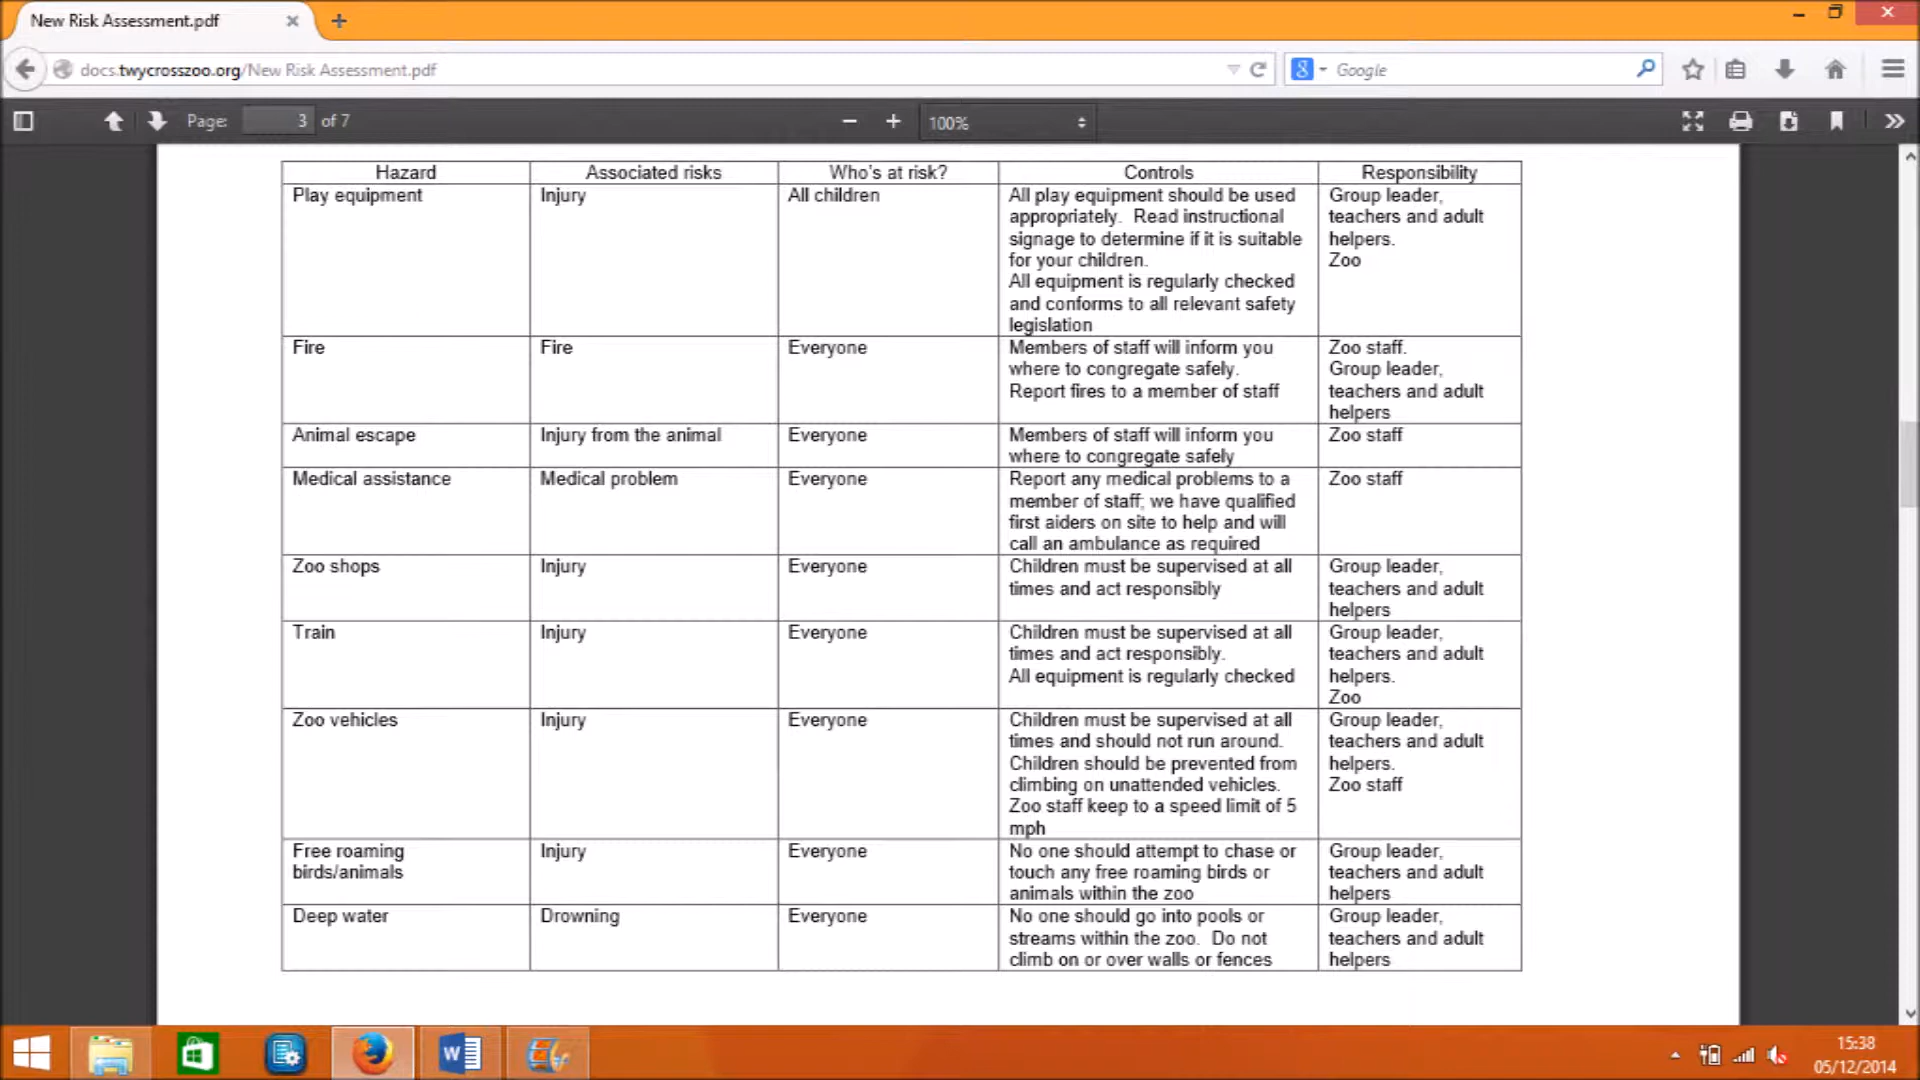 New Risk Assessment.pdf
docs.twycrosszoo.org/New Risk Assessment.pdf
Google
Page: 3 of 7
100%
Hazard Associated risks Who's at risk? Controls Responsibility
Play equipment Injury All children All play equipment should be used Group leader,
appropriately. Read instructional teachers and adult
signage to determine if it is suitable helpers.
for your children. Zoo
All equipment is regularly checked
and conforms to all relevant safety
legislation
Fire Fire Everyone Members of staff will inform you Zoo staff.
where to congregate safely. Group leader,
Report fires to a member of staff teachers and adult
helpers
Animal escape Injury from the animal Everyone Members of staff will inform you Zoo staff
where to congregate safely
Medical assistance Medical problem Everyone Report any medical problems to a Zoo staff
member of staff; we have qualified
first aiders on site to help and will
call an ambulance as required
Zoo shops Injury Everyone Children must be supervised at all Group leader,
times and act responsibly teachers and adult
helpers
Train Injury Everyone Children must be supervised at all Group leader,
times and act responsibly. teachers and adult
All equipment is regularly checked helpers.
Zoo
Zoo vehicles Injury Everyone Children must be supervised at all Group leader,
times and should not run around. teachers and adult
Children should be prevented from helpers.
climbing on unattended vehicles. Zoo staff
Zoo staff keep to a speed limit of 5
mph
Free roaming Injury Everyone No one should attempt to chase or Group leader,
birds/animals touch any free roaming birds or teachers and adult
animals within the zoo helpers
Deep water Drowning Everyone No one should go into pools or Group leader,
streams within the zoo. Do not teachers and adult
climb on or over walls or fences helpers
15:38
05/12/2014